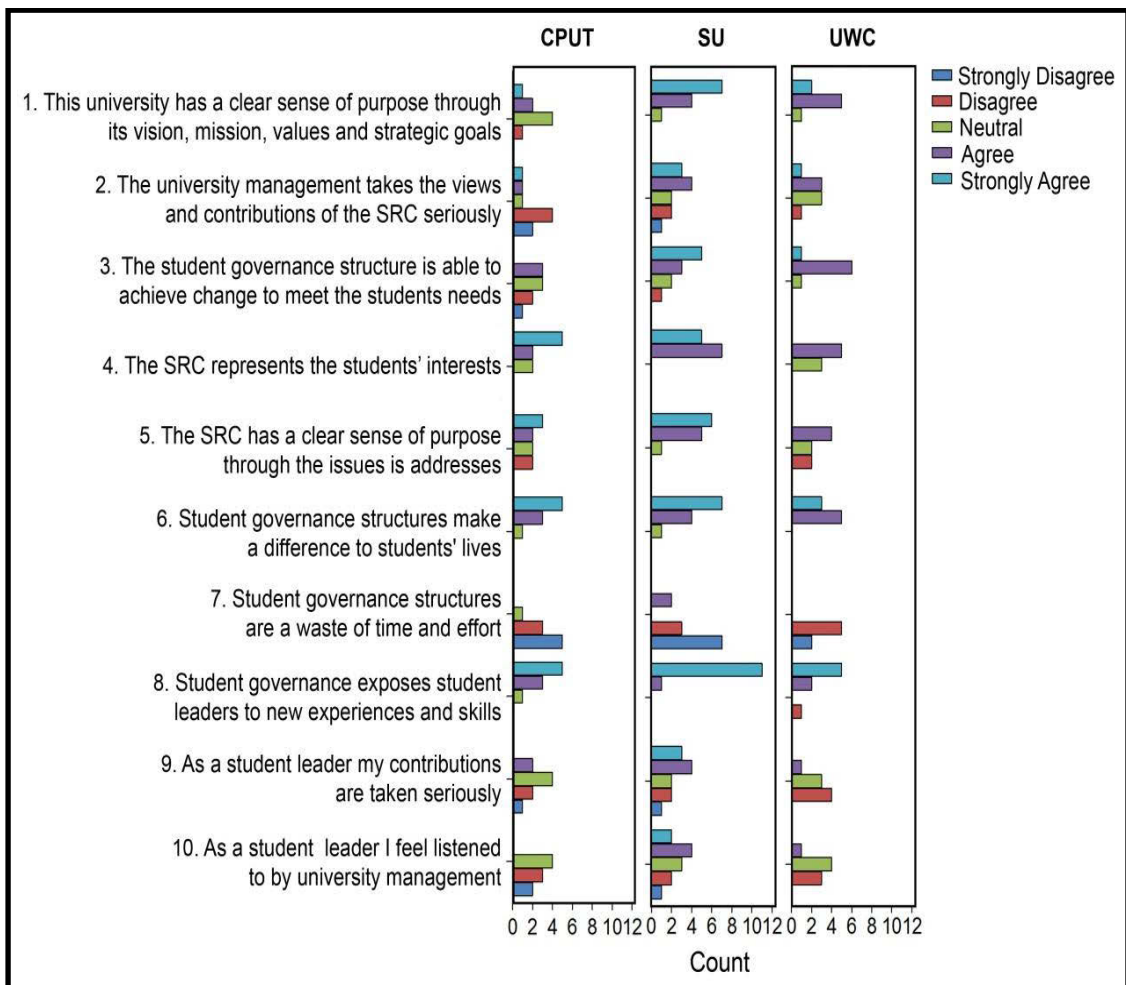 CPUT SU UWC
Strongly Disagree
Disagree
Neutral
Agree
Strongly Agree
1. This university has a clear sense of purpose through
its vision, mission, values and strategic goals
2. The university management takes the views
and contributions of the SRC seriously
3. The student governance structure is able to
achieve change to meet the students needs
4. The SRC represents the students’ interests
5. The SRC has a clear sense of purpose
through the issues is addresses
6. Student governance structures make
a difference to students' lives
7. Student governance structures
are a waste of time and effort
8. Student governance exposes student
leaders to new experiences and skills
9. As a student leader my contributions
are taken seriously
10. As a student leader I feel listened
to by university management
0 2 4 6 8 10 12 0 2 4 6 8 10 12 0 2 4 6 8 10 12
Count